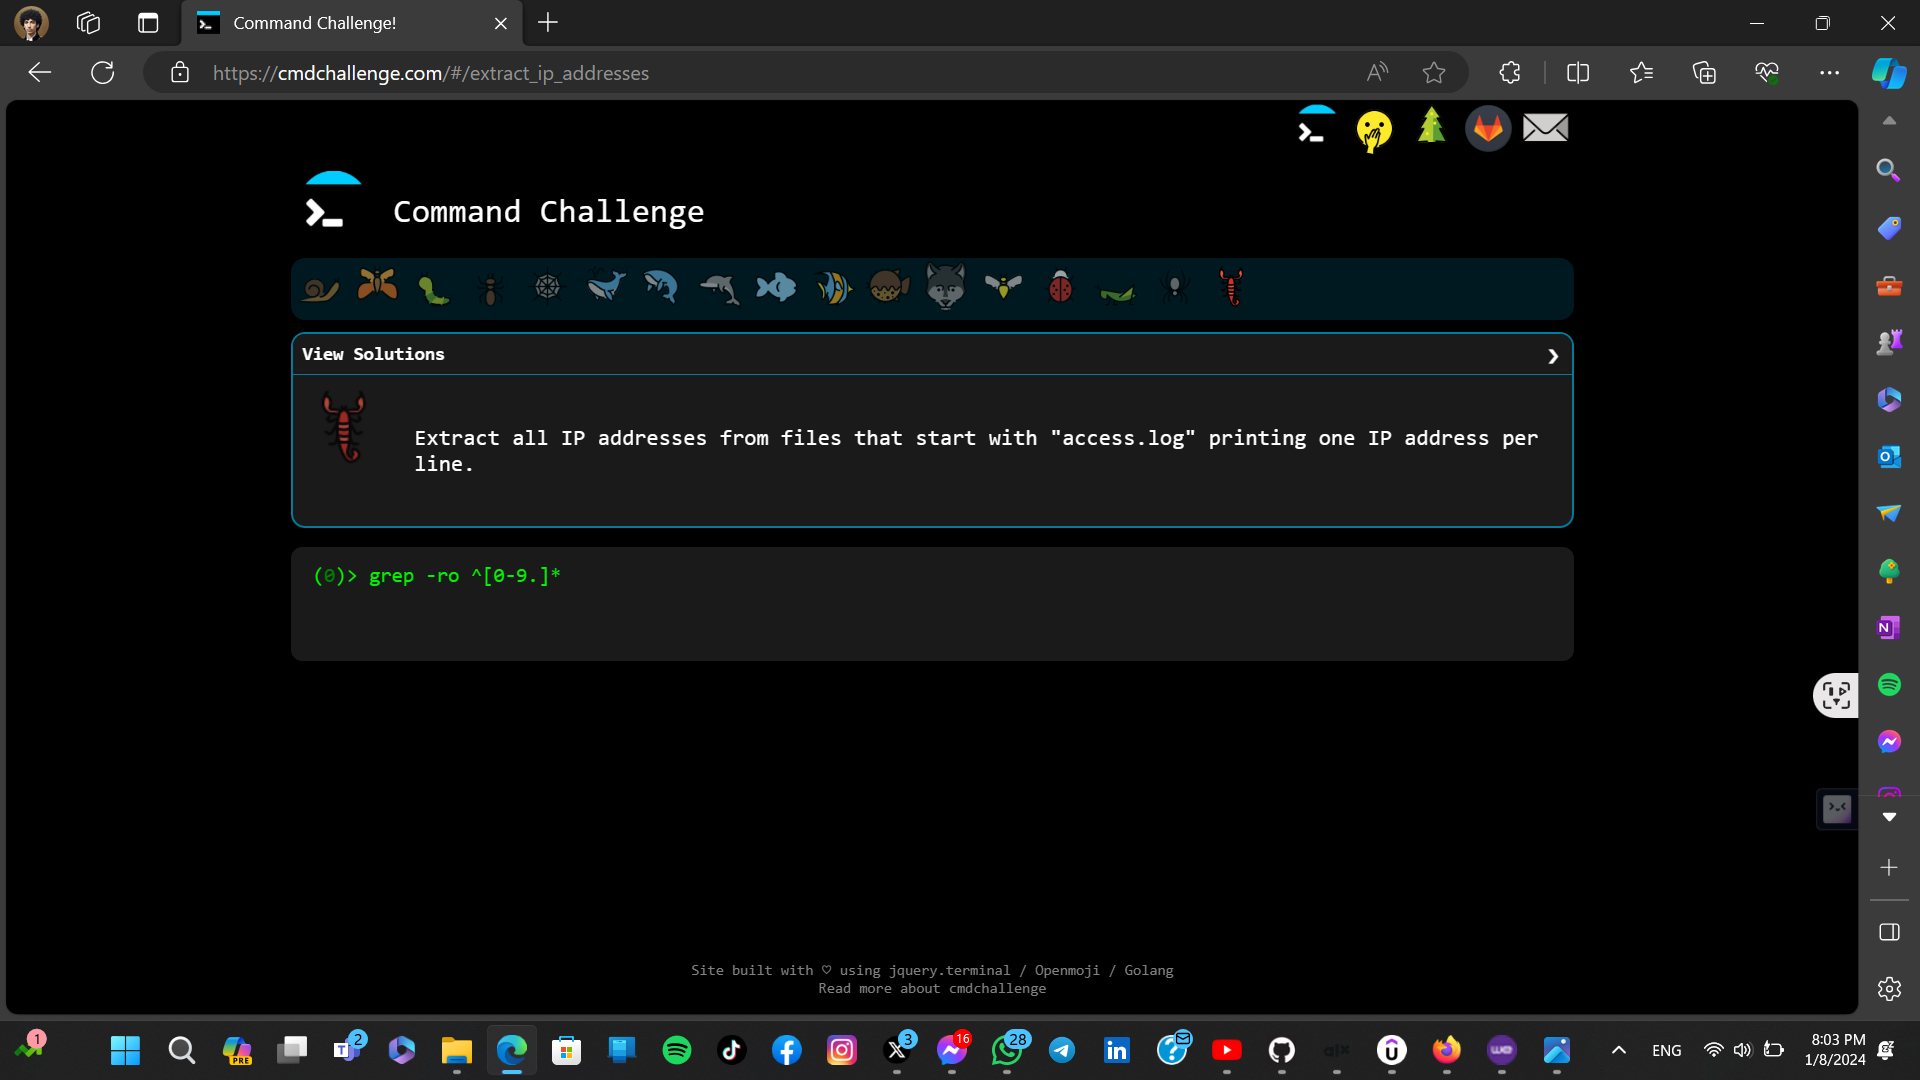 Command Challenge!
https://cmdchallenge.com/#/extract_ip_addresses
Command Challenge
View Solutions
Extract all IP addresses from files that start with "access.log" printing one IP address per
line.
(0)> grep -ro ^[0-9.]*
Site built with ♡ using jquery.terminal / Openmoji / Golang
Read more about cmdchallenge
1
PRE
2
3
16
28
ENG
8:03 PM
1/8/2024